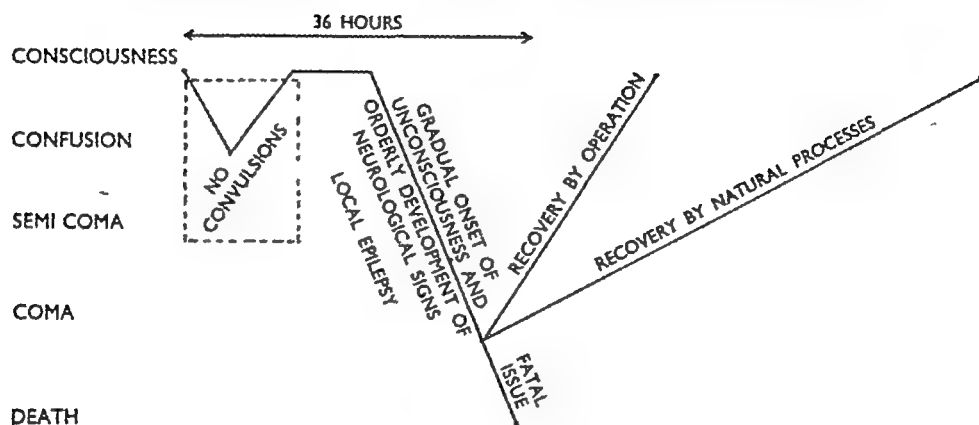 36 HOURS
CONSCIOUSNESS
CONFUSION
SEMI COMA
COMA
DEATH
NO
CONVULSIONS
GRADUAL ONSET OF
UNCONSCIOUSNESS AND
ORDERLY DEVELOPMENT OF
NEUROLOGICAL SIGNS
LOCAL EPILEPSY
RECOVERY BY OPERATION
RECOVERY BY NATURAL PROCESSES
FATAL
ISSUE